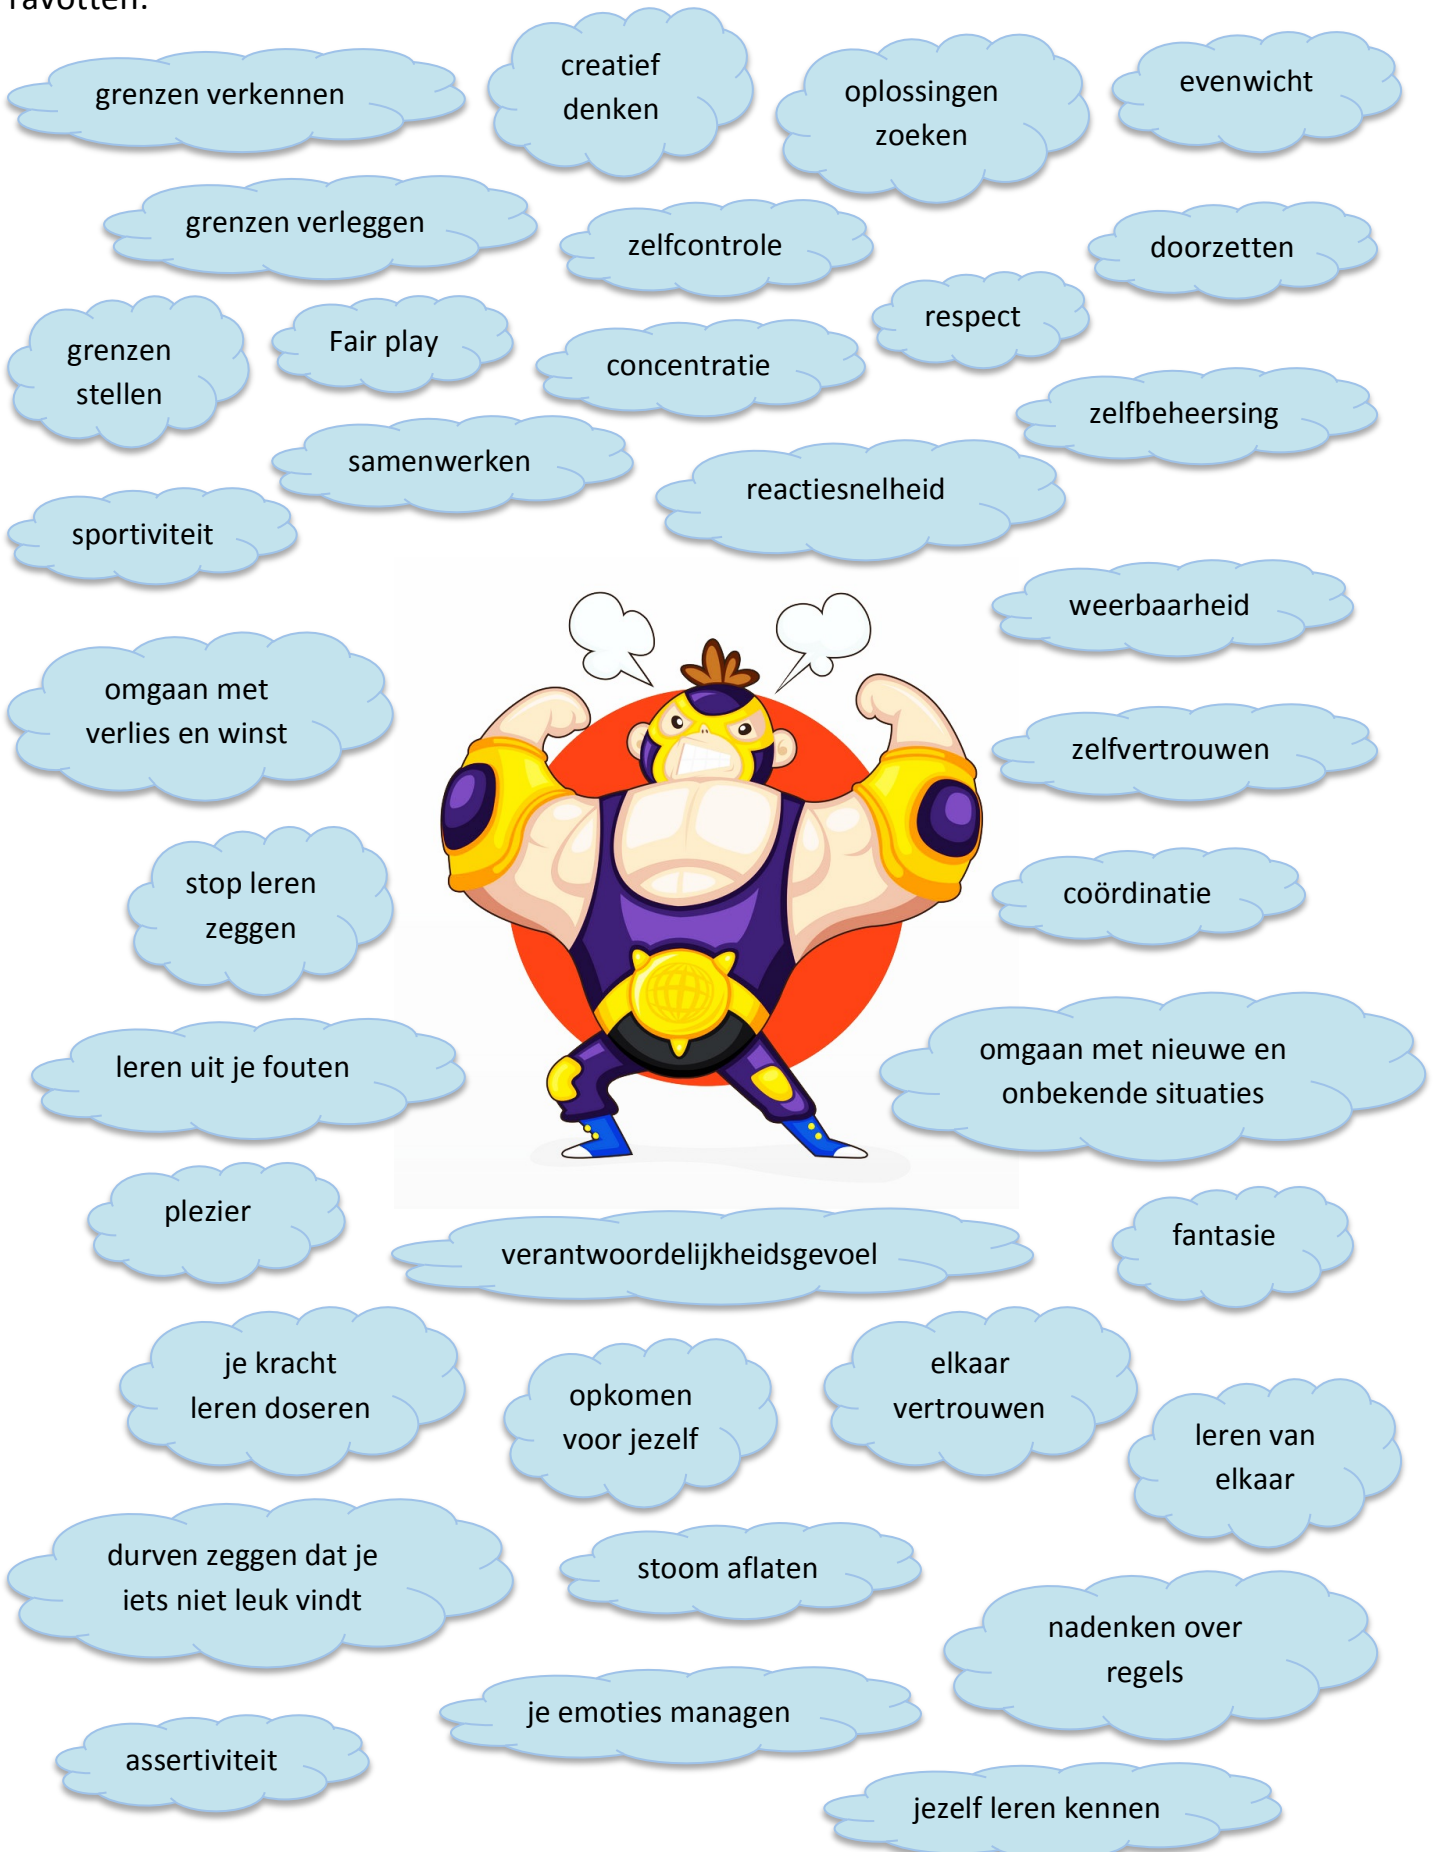 ravotten.
grenzen verkennen
creatief
denken
oplossingen
zoeken
evenwicht
grenzen verleggen
zelfcontrole
doorzetten
grenzen
stellen
Fair play
concentratie
respect
zelfbeheersing
samenwerken
reactiesnelheid
sportiviteit
weerbaarheid
omgaan met
verlies en winst
zelfvertrouwen
stop leren
zeggen
coördinatie
leren uit je fouten
omgaan met nieuwe en
onbekende situaties
plezier
verantwoordelijkheidsgevoel
fantasie
je kracht
leren doseren
opkomen
voor jezelf
elkaar
vertrouwen
leren van
elkaar
durven zeggen dat je
iets niet leuk vindt
stoom aflaten
nadenken over
regels
je emoties managen
assertiviteit
jezelf leren kennen